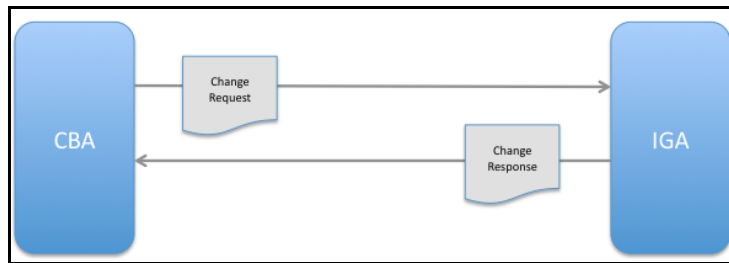 CBA
Change
Request
Change
Response
IGA